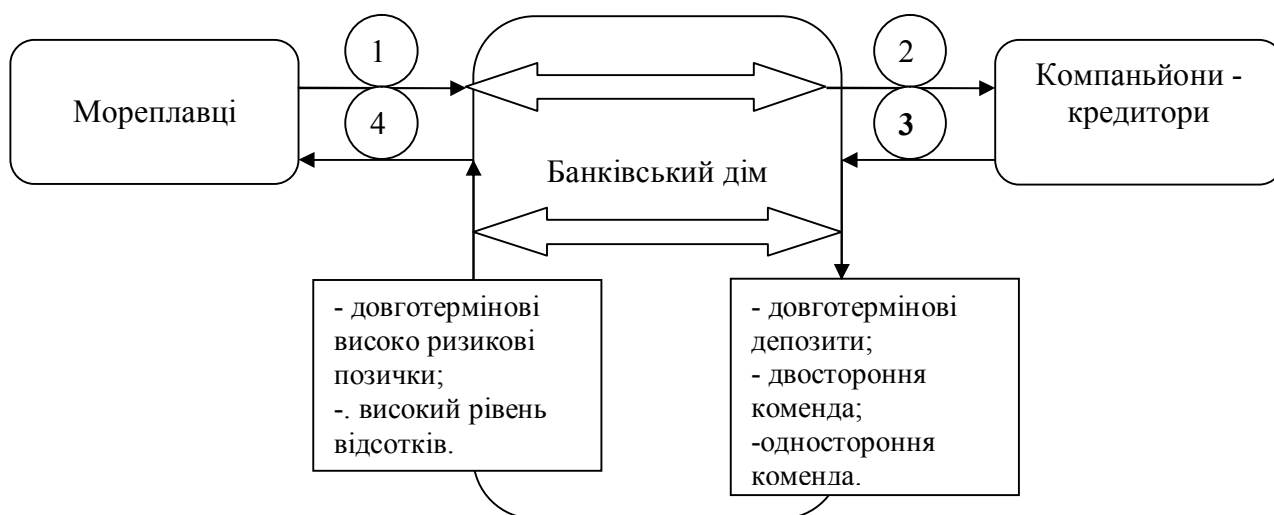 1
2
Мореплавці
Компаньйони -
кредитори
4
3
Банківський дім
- довготермінові
високо ризикові
позички;
-. високий рівень
відсотків.
- довготермінові
депозити;
- двостороння
коменда;
-одностороння
коменда.